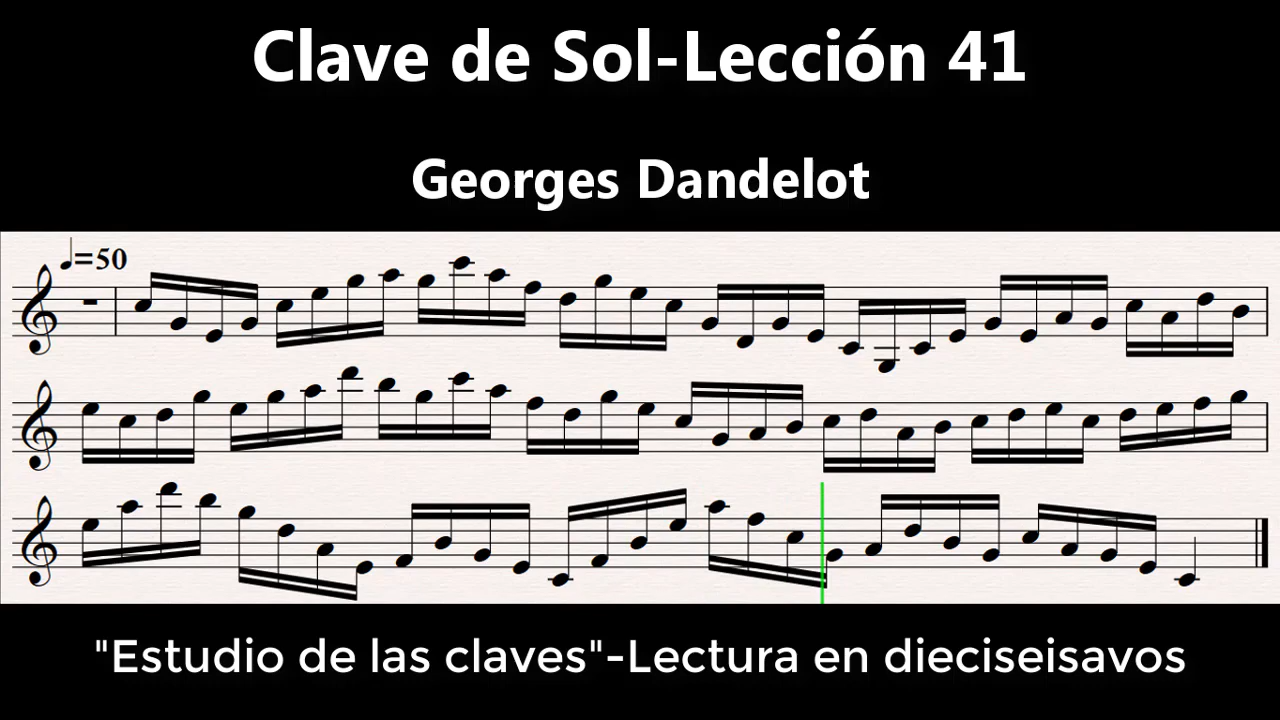 Clave de Sol-Lección 41
Georges Dandelot
♩=50
"Estudio de las claves"-Lectura en dieciseisavos